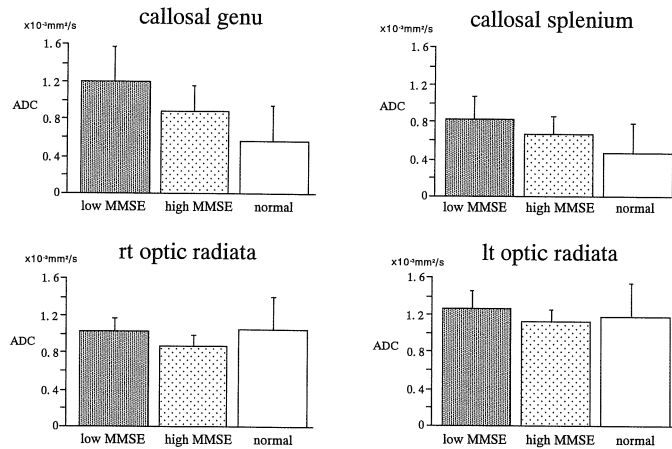 callosal genu
x10⁻³mm²/s
1.6
1.2
ADC
0.8
0.4
0
low MMSE high MMSE normal
callosal splenium
x10⁻³mm²/s
1.6
1.2
ADC
0.8
0.4
0
low MMSE high MMSE normal
rt optic radiata
x10⁻³mm²/s
1.6
1.2
ADC
0.8
0.4
0
low MMSE high MMSE normal
lt optic radiata
x10⁻³mm²/s
1.6
1.2
ADC
0.8
0.4
0
low MMSE high MMSE normal